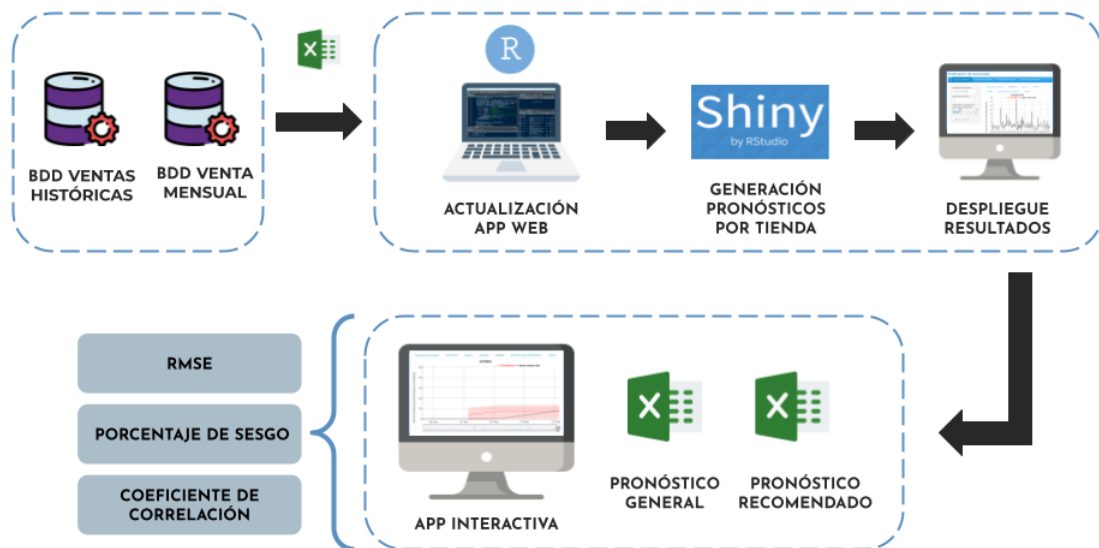 R
BDD VENTAS
HISTÓRICAS
BDD VENTA
MENSUAL
ACTUALIZACIÓN
APP WEB
Shiny
by RStudio
GENERACIÓN
PRONÓSTICOS
POR TIENDA
DESPLIEGUE
RESULTADOS
RMSE
PORCENTAJE DE SESGO
COEFICIENTE DE
CORRELACIÓN
APP INTERACTIVA
X
PRONÓSTICO
GENERAL
X
PRONÓSTICO
RECOMENDADO